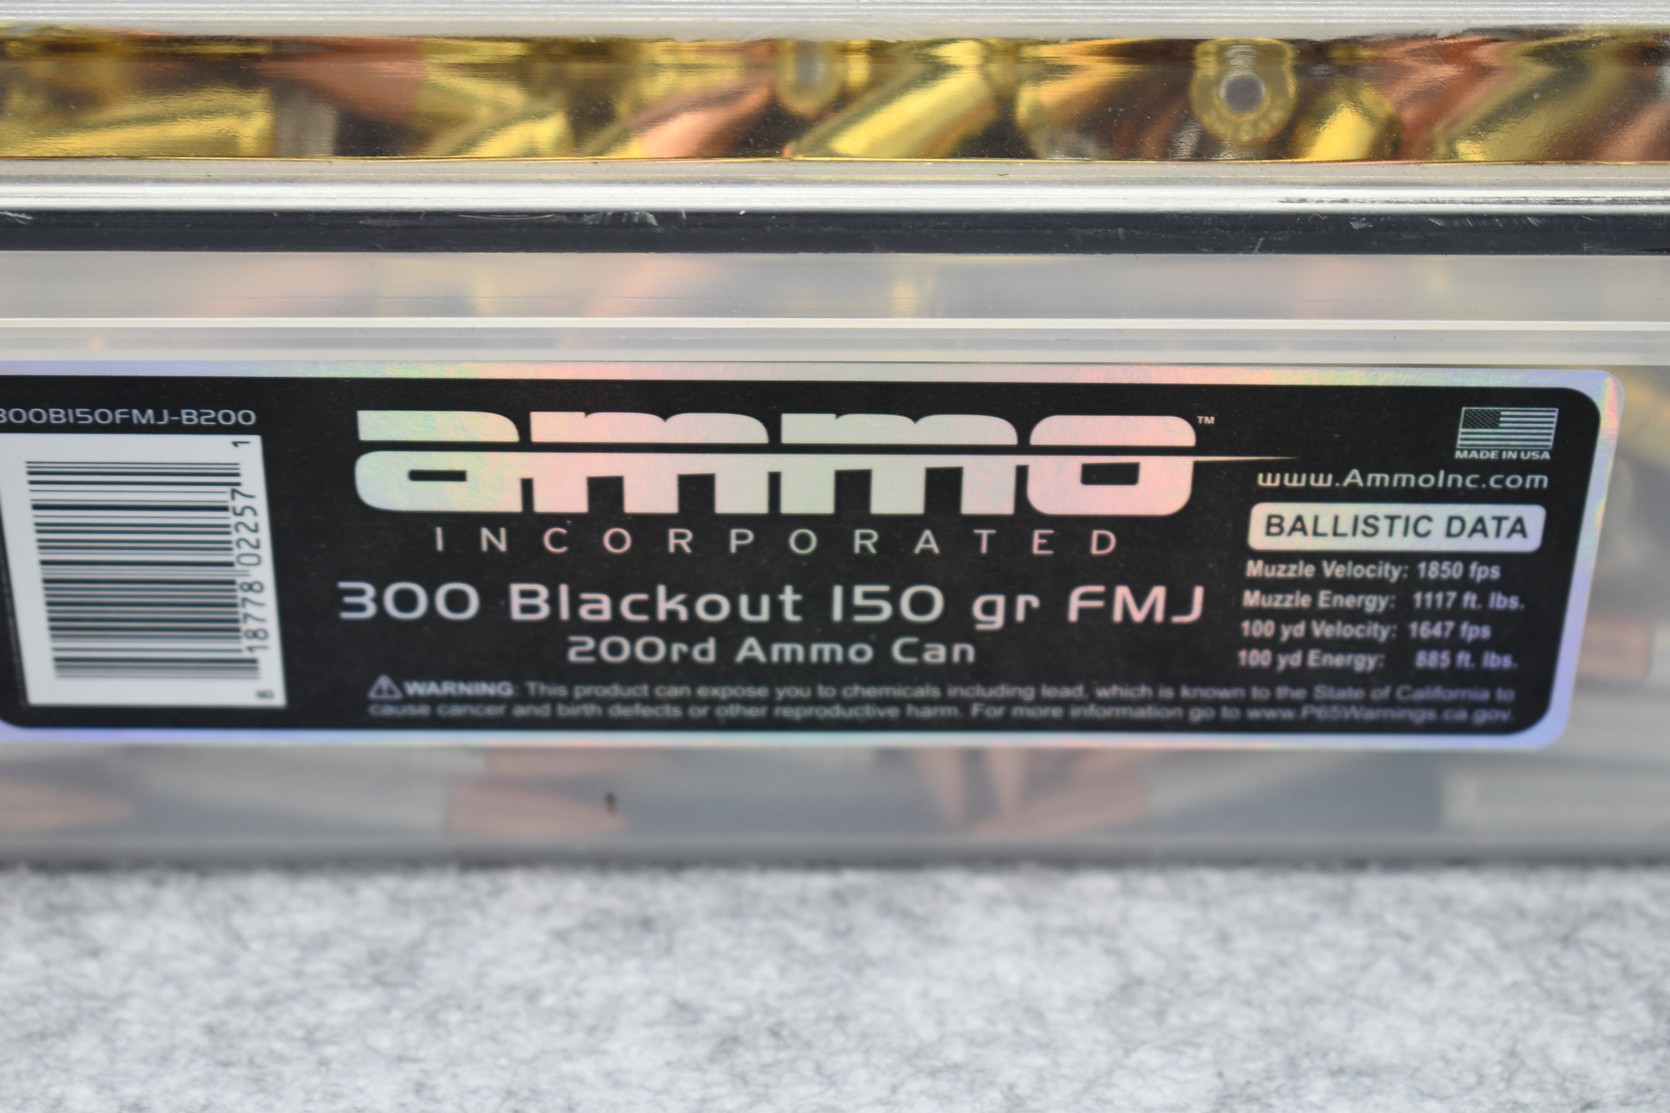 300BI50FMJ-B200
1 18778 02257 8
ammo™
INCORPORATED
300 Blackout 150 gr FMJ
200rd Ammo Can
⚠WARNING: This product can expose you to chemicals including lead, which is known to the State of California to
cause cancer and birth defects or other reproductive harm. For more information go to www.P65Warnings.ca.gov.
MADE IN USA
www.AmmoInc.com
BALLISTIC DATA
Muzzle Velocity: 1850 fps
Muzzle Energy: 1117 ft. lbs.
100 yd Velocity: 1647 fps
100 yd Energy: 885 ft. lbs.